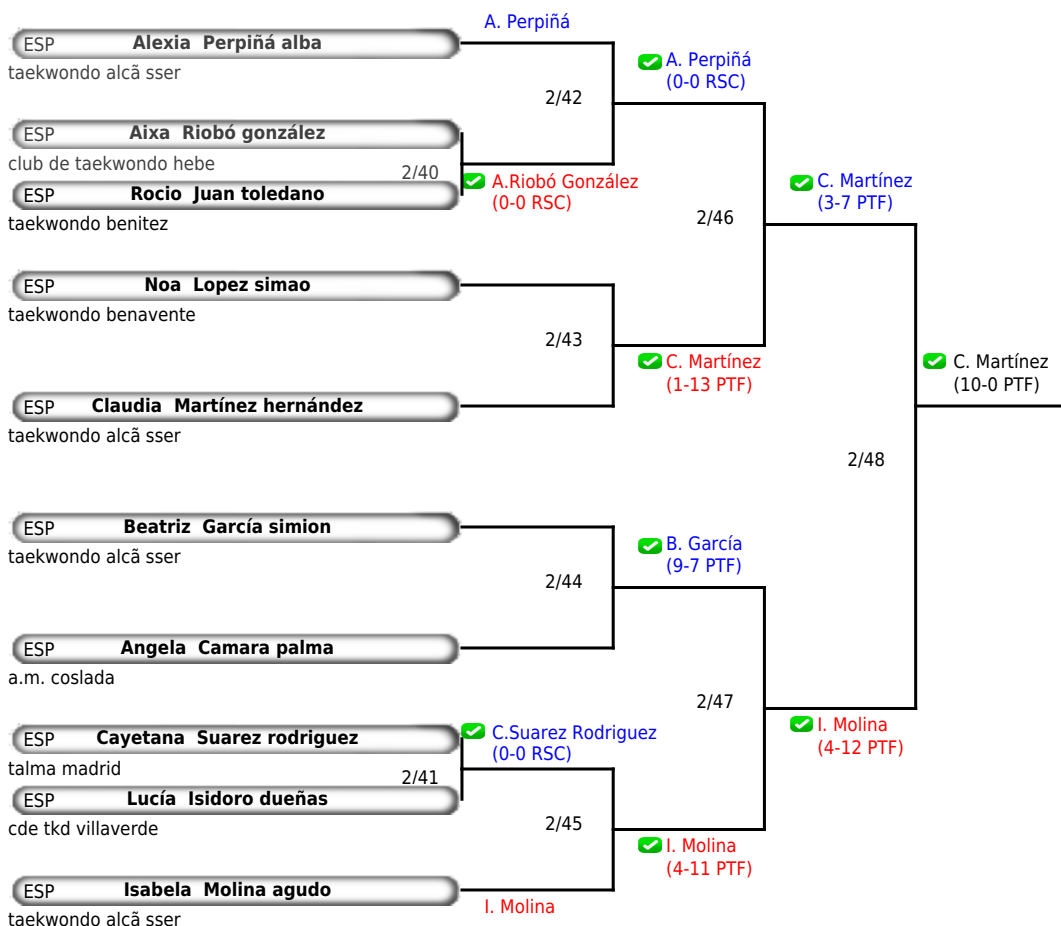 A. Perpiñá
ESP Alexia Perpiñá alba
taekwondo alcã sser
A. Perpiñá
(0-0 RSC)
2/42
ESP Aixa Riobó gonzález
club de taekwondo hebe
2/40
A.Riobó González
(0-0 RSC)
ESP Rocio Juan toledano
taekwondo benitez
C. Martínez
(3-7 PTF)
2/46
ESP Noa Lopez simao
taekwondo benavente
2/43
C. Martínez
(1-13 PTF)
C. Martínez
(10-0 PTF)
ESP Claudia Martínez hernández
taekwondo alcã sser
2/48
ESP Beatriz García simion
taekwondo alcã sser
B. García
(9-7 PTF)
2/44
ESP Angela Camara palma
a.m. coslada
2/47
I. Molina
(4-12 PTF)
ESP Cayetana Suarez rodriguez
talma madrid
C.Suarez Rodriguez
(0-0 RSC)
2/41
ESP Lucía Isidoro dueñas
cde tkd villaverde
2/45
I. Molina
(4-11 PTF)
ESP Isabela Molina agudo
taekwondo alcã sser
I. Molina